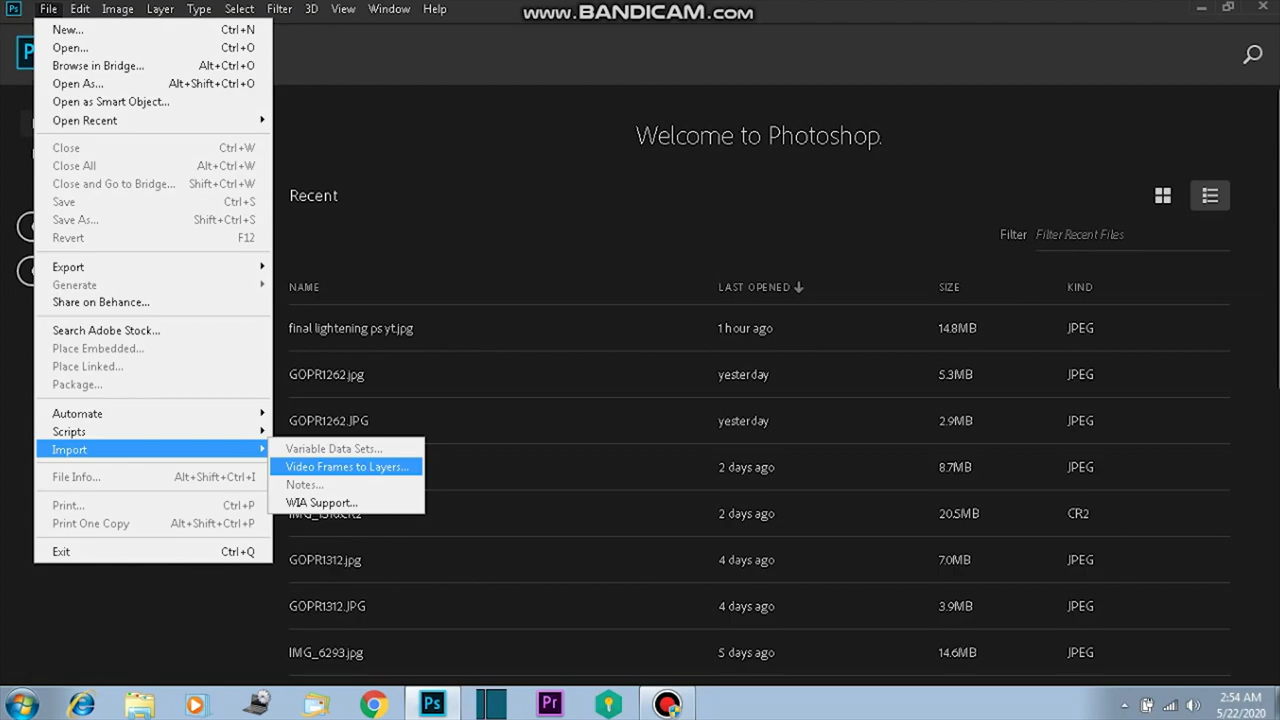 Ps File Edit Image Layer Type Select Filter 3D View Window Help
www.BANDICAM.com
New... Ctrl+N
Open... Ctrl+O
Browse in Bridge... Alt+Ctrl+O
Open As... Alt+Shift+Ctrl+O
Open as Smart Object...
Open Recent
Close Ctrl+W
Close All Alt+Ctrl+W
Close and Go to Bridge... Shift+Ctrl+W
Save Ctrl+S
Save As... Shift+Ctrl+S
Revert F12
Export
Generate
Share on Behance...
Search Adobe Stock...
Place Embedded...
Place Linked...
Package...
Automate
Scripts
Import
File Info... Alt+Shift+Ctrl+I
Print... Ctrl+P
Print One Copy Alt+Shift+Ctrl+P
Exit Ctrl+Q
Variable Data Sets...
Video Frames to Layers...
Notes...
WIA Support...
Welcome to Photoshop.
Recent
Filter Filter Recent Files
NAME LAST OPENED SIZE KIND
final lightening ps yt.jpg 1 hour ago 14.8MB JPEG
GOPR1262.jpg yesterday 5.3MB JPEG
GOPR1262.JPG yesterday 2.9MB JPEG
2 days ago 8.7MB JPEG
2 days ago 20.5MB CR2
GOPR1312.jpg 4 days ago 7.0MB JPEG
GOPR1312.JPG 4 days ago 3.9MB JPEG
IMG_6293.jpg 5 days ago 14.6MB JPEG
Ps Pr
2:54 AM
5/22/2020